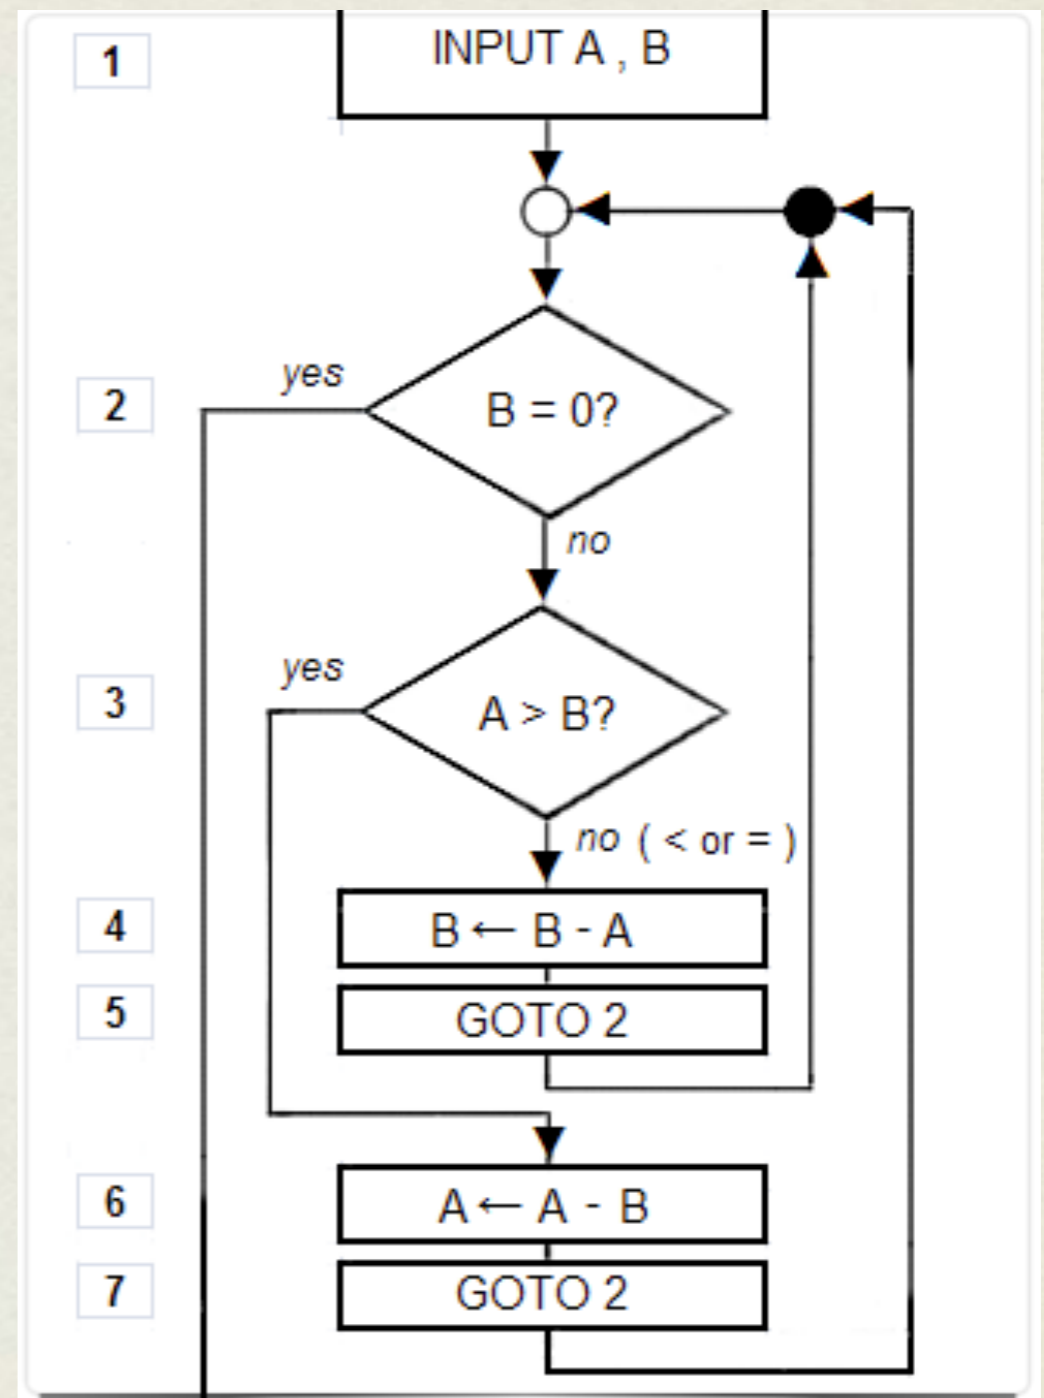 1
INPUT A , B
yes
2
B = 0?
no
yes
3
A > B?
no ( < or = )
4
B ← B - A
5
GOTO 2
6
A ← A - B
7
GOTO 2